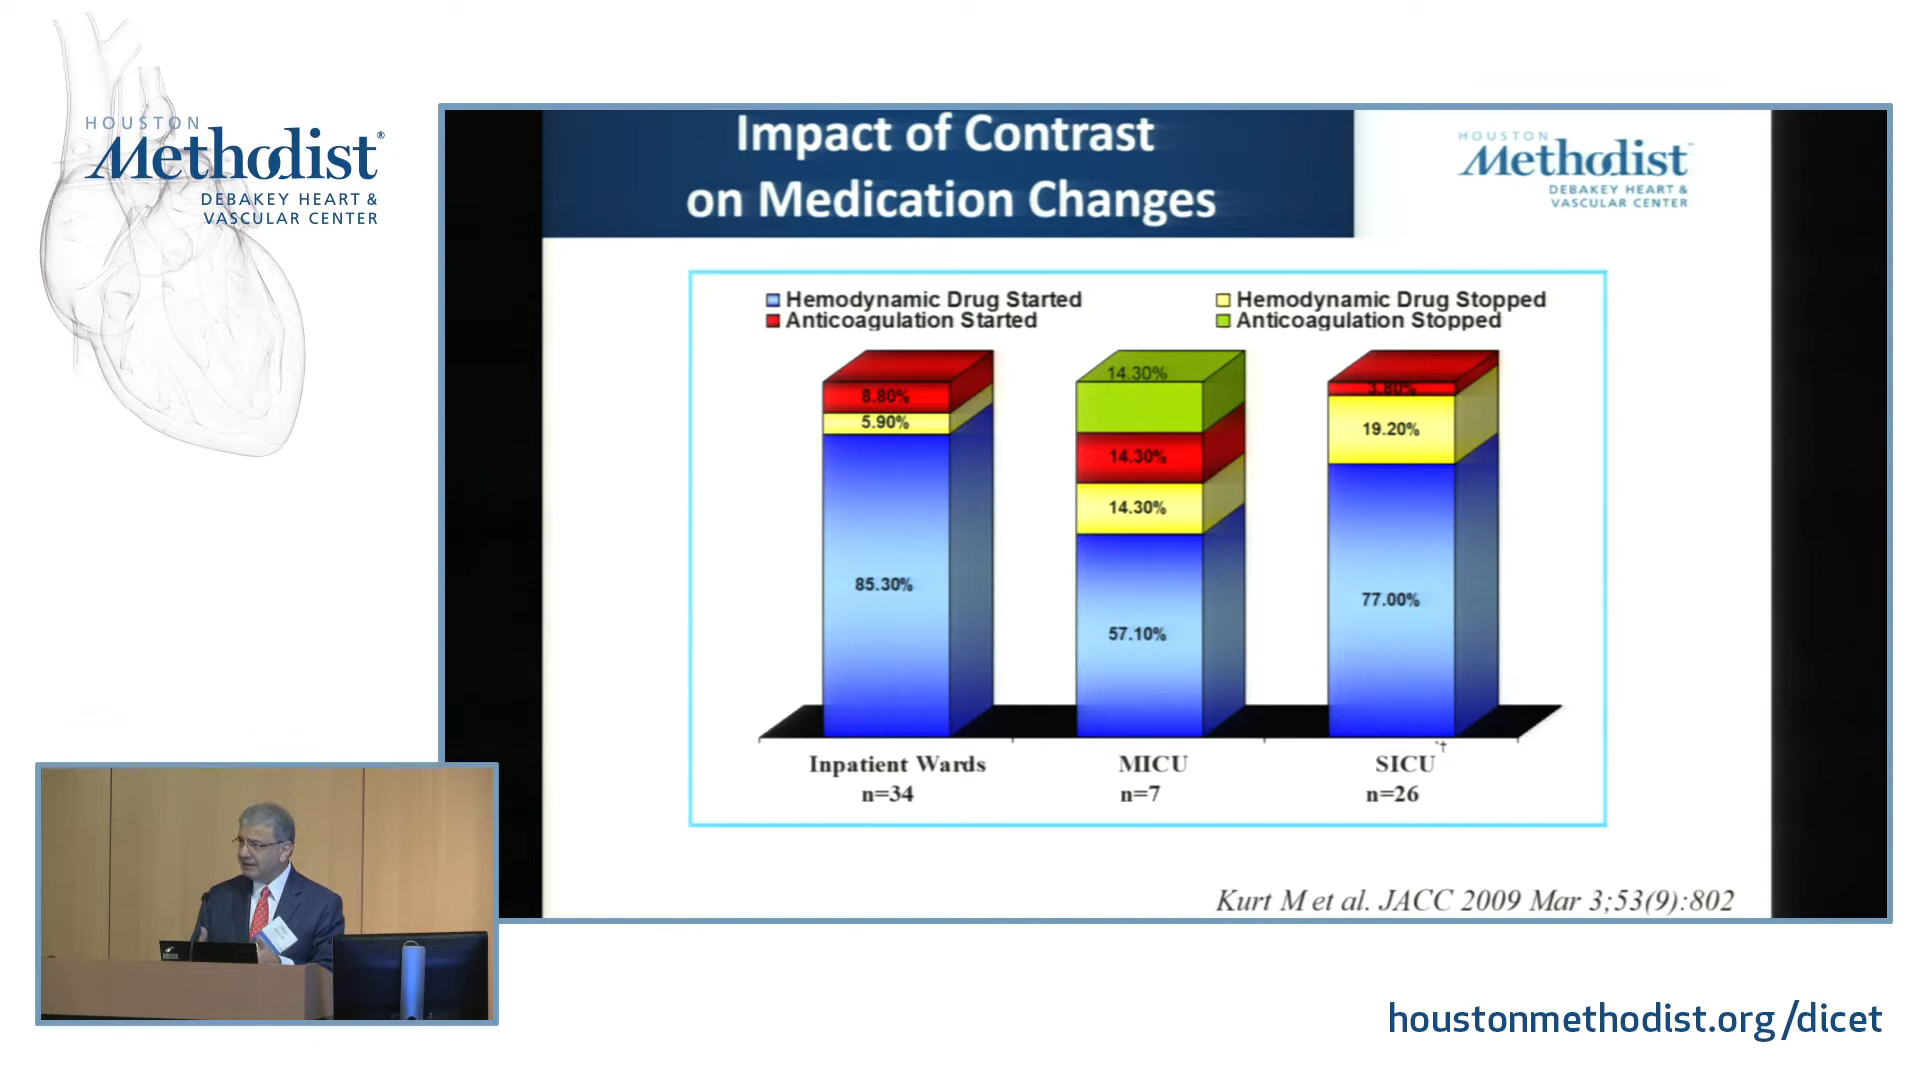 HOUSTON
Methodist®
DEBAKEY HEART &
VASCULAR CENTER
Impact of Contrast
on Medication Changes
HOUSTON
Methodist
DEBAKEY HEART &
VASCULAR CENTER
Hemodynamic Drug Started
Hemodynamic Drug Stopped
Anticoagulation Started
Anticoagulation Stopped
8.80%
5.90%
85.30%
14.30%
14.30%
14.30%
57.10%
3.80%
19.20%
77.00%
Inpatient Wards
n=34
MICU
n=7
SICU*†
n=26
Kurt M et al. JACC 2009 Mar 3;53(9):802
houstonmethodist.org/dicet